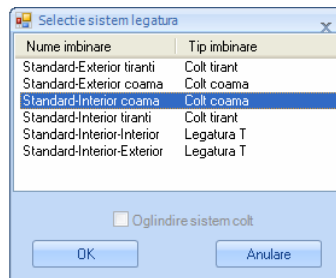 Selectie sistem legatura
Nume imbinare Tip imbinare
Standard-Exterior tiranti Colt tirant
Standard-Exterior coama Colt coama
Standard-Interior coama Colt coama
Standard-Interior tiranti Colt tirant
Standard-Interior-Interior Legatura T
Standard-Interior-Exterior Legatura T
Oglindire sistem colt
OK Anulare